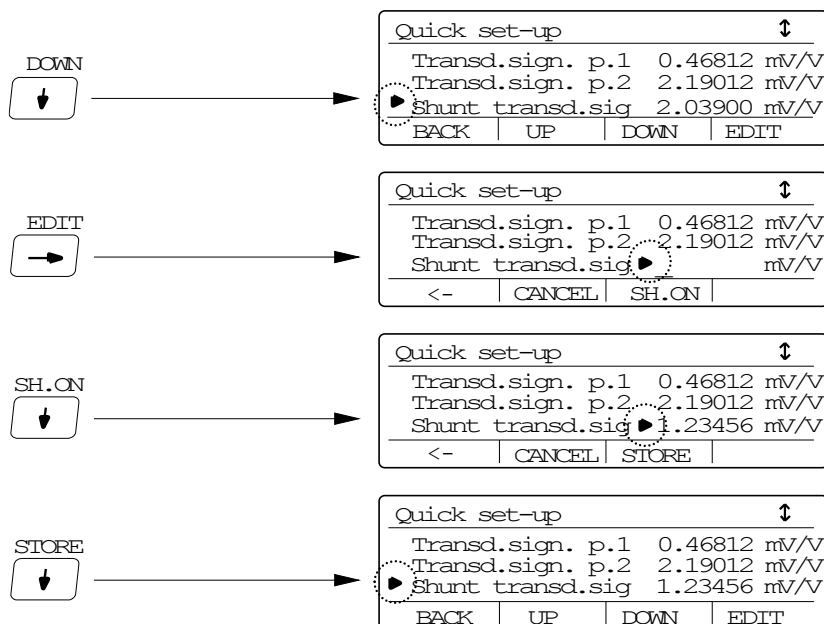 DOWN
Quick set-up ↕
Transd.sign. p.1 0.46812 mV/V
Transd.sign. p.2 2.19012 mV/V
Shunt transd.sig 2.03900 mV/V
BACK | UP | DOWN | EDIT
EDIT
Quick set-up ↕
Transd.sign. p.1 0.46812 mV/V
Transd.sign. p.2 2.19012 mV/V
Shunt transd.sig _ mV/V
<- | CANCEL | SH.ON |
SH.ON
Quick set-up ↕
Transd.sign. p.1 0.46812 mV/V
Transd.sign. p.2 2.19012 mV/V
Shunt transd.sig 1.23456 mV/V
<- | CANCEL | STORE |
STORE
Quick set-up ↕
Transd.sign. p.1 0.46812 mV/V
Transd.sign. p.2 2.19012 mV/V
Shunt transd.sig 1.23456 mV/V
BACK | UP | DOWN | EDIT